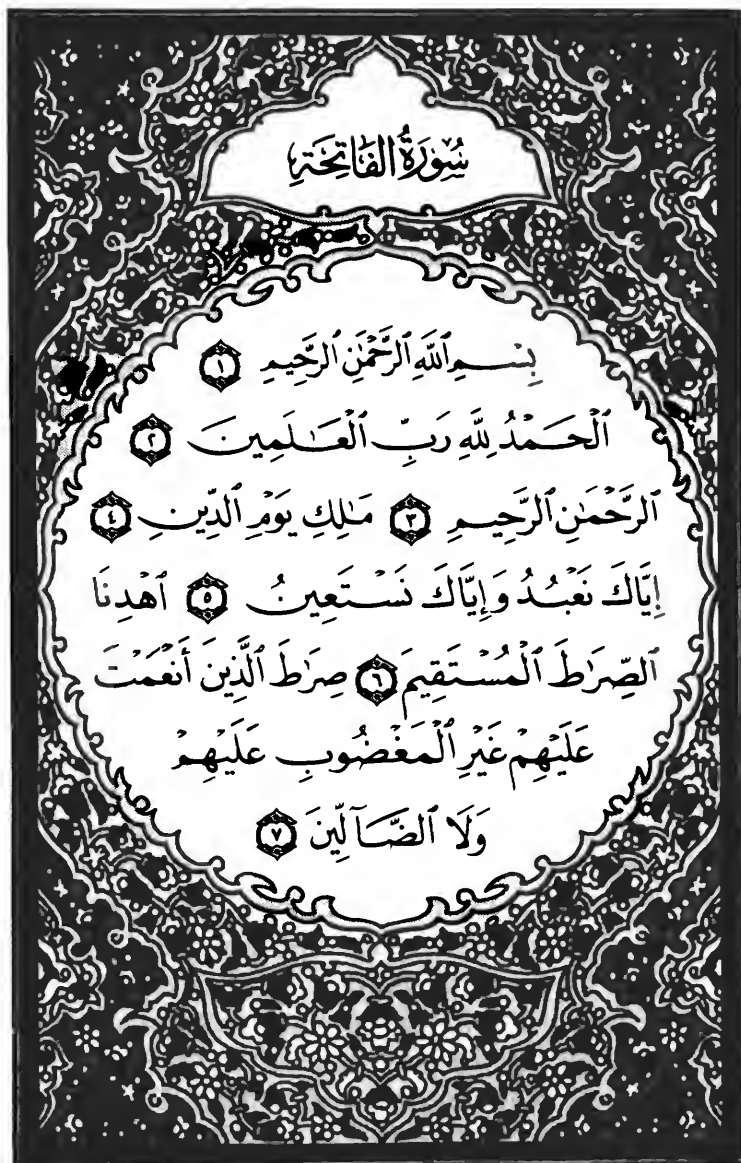 سُورَةُ الفَاتِحَةِ
بِسْمِ ٱللَّهِ ٱلرَّحْمَٰنِ ٱلرَّحِيمِ ١
ٱلْحَمْدُ لِلَّهِ رَبِّ ٱلْعَٰلَمِينَ ٢
ٱلرَّحْمَٰنِ ٱلرَّحِيمِ ٣ مَٰلِكِ يَوْمِ ٱلدِّينِ ٤
إِيَّاكَ نَعْبُدُ وَإِيَّاكَ نَسْتَعِينُ ٥ ٱهْدِنَا
ٱلصِّرَٰطَ ٱلْمُسْتَقِيمَ ٦ صِرَٰطَ ٱلَّذِينَ أَنْعَمْتَ
عَلَيْهِمْ غَيْرِ ٱلْمَغْضُوبِ عَلَيْهِمْ
وَلَا ٱلضَّآلِّينَ ٧